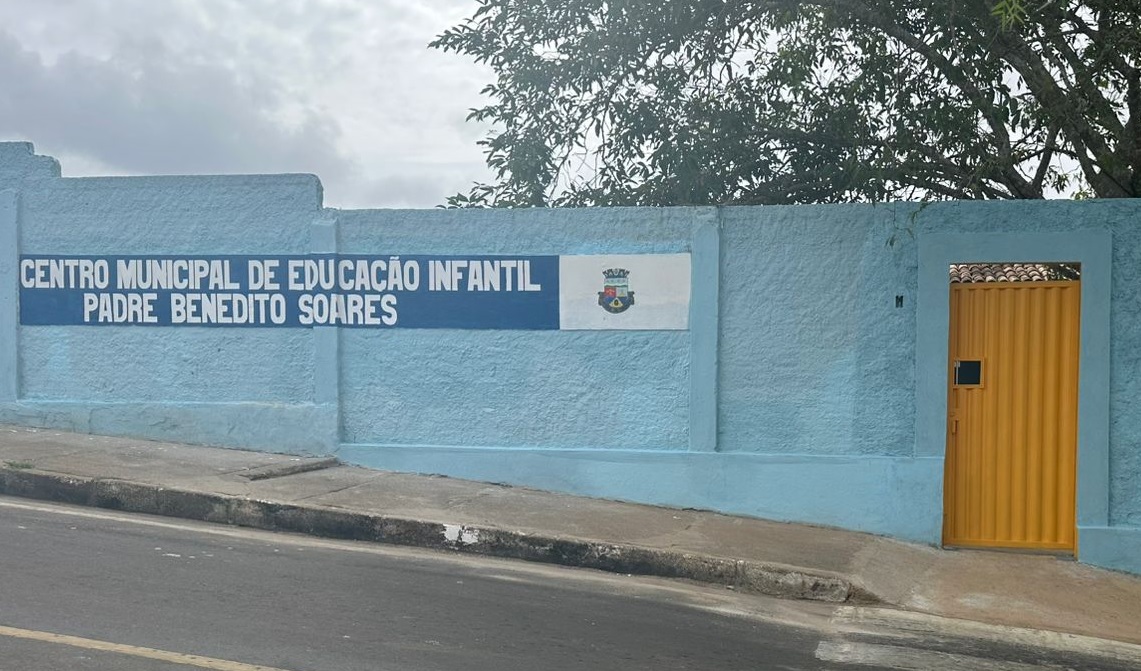 CENTRO MUNICIPAL DE EDUCAÇÃO INFANTIL
PADRE BENEDITO SOARES